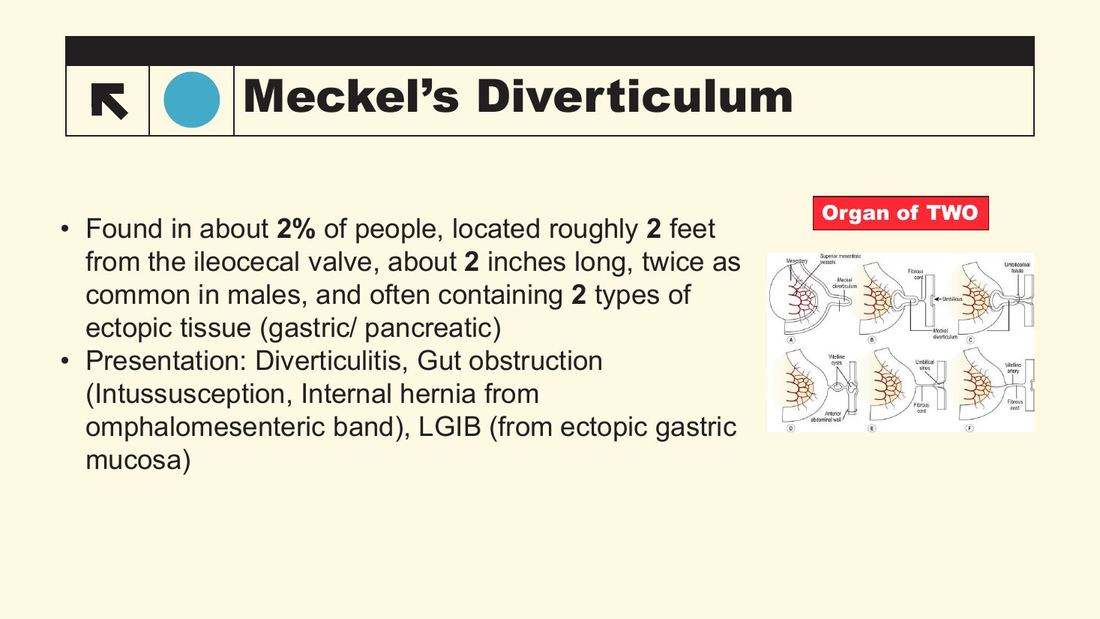 Meckel’s Diverticulum
Organ of TWO
• Found in about 2% of people, located roughly 2 feet
from the ileocecal valve, about 2 inches long, twice as
common in males, and often containing 2 types of
ectopic tissue (gastric/ pancreatic)
• Presentation: Diverticulitis, Gut obstruction
(Intussusception, Internal hernia from
omphalomesenteric band), LGIB (from ectopic gastric
mucosa)
Mesentery
Superior mesenteric
vessels
Meckel
diverticulum
A
Fibrous
cord
Umbilicus
Meckel
diverticulum
B
Umbilicoileal
fistula
C
Vitelline
cysts
Anterior
abdominal wall
D
Umbilical
sinus
Fibrous
cord
E
Vitelline
artery
Fibrous
cord
F